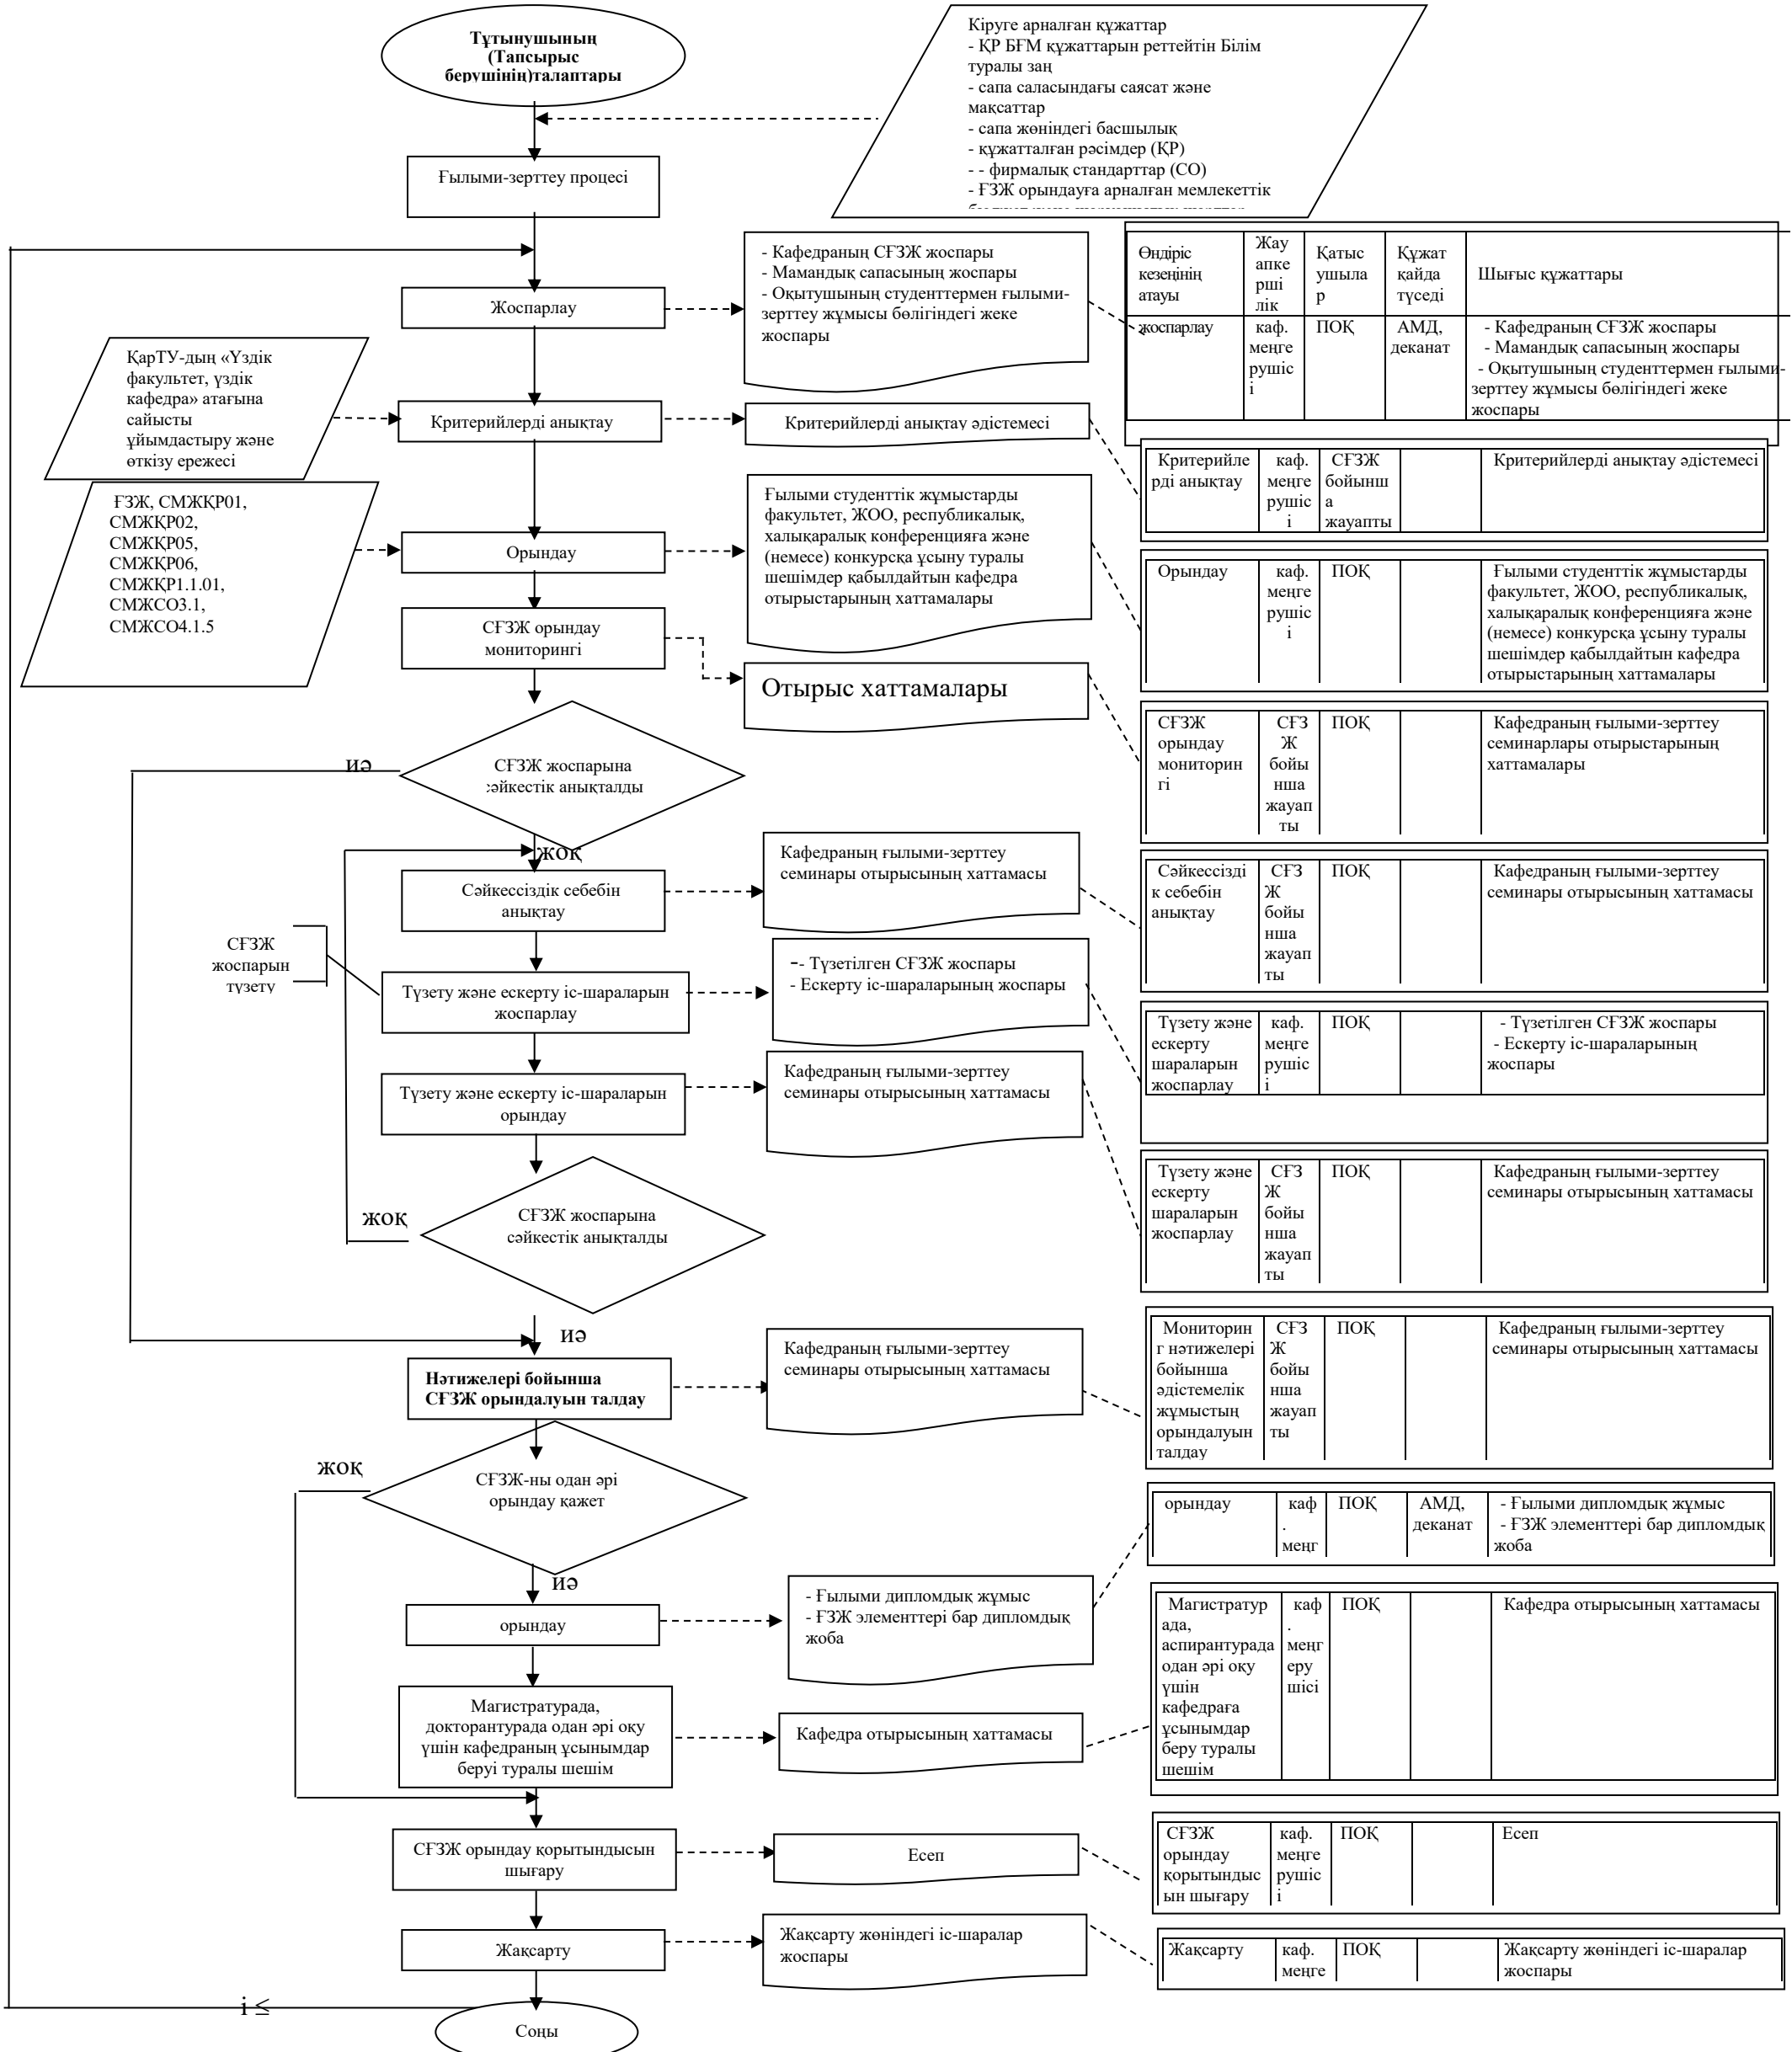 Тұтынушының
(Тапсырыс
берушінің)талаптары
Кіруге арналған құжаттар
- ҚР БҒМ құжаттарын реттейтін Білім
туралы заң
- сапа саласындағы саясат және
мақсаттар
- сапа жөніндегі басшылық
- құжатталған рәсімдер (ҚР)
- - фирмалық стандарттар (СО)
- ҒЗЖ орындауға арналған мемлекеттік
Ғылыми-зерттеу процесі
Жоспарлау
- Кафедраның СҒЗЖ жоспары
- Мамандық сапасының жоспары
- Оқытушының студенттермен ғылыми-
зерттеу жұмысы бөлігіндегі жеке
жоспары
Өндіріс
кезеңінің
атауы
Жау
апке
рші
лік
Қатыс
ушыла
р
Құжат
қайда
түседі
Шығыс құжаттары
жоспарлау
каф.
меңге
рушіс
і
ПОҚ
АМД,
деканат
- Кафедраның СҒЗЖ жоспары
- Мамандық сапасының жоспары
- Оқытушының студенттермен ғылыми-
зерттеу жұмысы бөлігіндегі жеке
жоспары
ҚарТУ-дың «Үздік
факультет, үздік
кафедра» атағына
сайысты
ұйымдастыру және
өткізу ережесі
Критерийлерді анықтау
Критерийлерді анықтау әдістемесі
Критерийле
рді анықтау
каф.
меңге
рушіс
і
СҒЗЖ
бойынш
а
жауапты
Критерийлерді анықтау әдістемесі
ҒЗЖ, СМЖҚР01,
СМЖҚР02,
СМЖҚР05,
СМЖҚР06,
СМЖҚР1.1.01,
СМЖСО3.1,
СМЖСО4.1.5
Орындау
Ғылыми студенттік жұмыстарды
факультет, ЖОО, республикалық,
халықаралық конференцияға және
(немесе) конкурсқа ұсыну туралы
шешімдер қабылдайтын кафедра
отырыстарының хаттамалары
Орындау
каф.
меңге
рушіс
і
ПОҚ
Ғылыми студенттік жұмыстарды
факультет, ЖОО, республикалық,
халықаралық конференцияға және
(немесе) конкурсқа ұсыну туралы
шешімдер қабылдайтын кафедра
отырыстарының хаттамалары
СҒЗЖ орындау
мониторингі
Отырыс хаттамалары
СҒЗЖ
орындау
мониторин
гі
СҒЗ
Ж
бойы
нша
жауап
ты
ПОҚ
Кафедраның ғылыми-зерттеу
семинарлары отырыстарының
хаттамалары
иә
СҒЗЖ жоспарына
сәйкестік анықталды
жоқ
Сәйкессіздік себебін
анықтау
Кафедраның ғылыми-зерттеу
семинары отырысының хаттамасы
Сәйкессізді
к себебін
анықтау
СҒЗ
Ж
бойы
нша
жауап
ты
ПОҚ
Кафедраның ғылыми-зерттеу
семинары отырысының хаттамасы
СҒЗЖ
жоспарын
түзету
Түзету және ескерту іс-шараларын
жоспарлау
-- Түзетілген СҒЗЖ жоспары
- Ескерту іс-шараларының жоспары
Түзету және
ескерту
шараларын
жоспарлау
каф.
меңге
рушіс
і
ПОҚ
- Түзетілген СҒЗЖ жоспары
- Ескерту іс-шараларының
жоспары
Түзету және ескерту іс-шараларын
орындау
Кафедраның ғылыми-зерттеу
семинары отырысының хаттамасы
Түзету және
ескерту
шараларын
жоспарлау
СҒЗ
Ж
бойы
нша
жауап
ты
ПОҚ
Кафедраның ғылыми-зерттеу
семинары отырысының хаттамасы
жоқ
СҒЗЖ жоспарына
сәйкестік анықталды
иә
Нәтижелері бойынша
СҒЗЖ орындалуын талдау
Кафедраның ғылыми-зерттеу
семинары отырысының хаттамасы
Мониторин
г нәтижелері
бойынша
әдістемелік
жұмыстың
орындалуын
талдау
СҒЗ
Ж
бойы
нша
жауап
ты
ПОҚ
Кафедраның ғылыми-зерттеу
семинары отырысының хаттамасы
жоқ
СҒЗЖ-ны одан әрі
орындау қажет
иә
орындау
- Ғылыми дипломдық жұмыс
- ҒЗЖ элементтері бар дипломдық
жоба
орындау
каф
.
меңг
ПОҚ
АМД,
деканат
- Ғылыми дипломдық жұмыс
- ҒЗЖ элементтері бар дипломдық
жоба
Магистратурада,
докторантурада одан әрі оқу
үшін кафедраның ұсынымдар
беруі туралы шешім
Кафедра отырысының хаттамасы
Магистратур
ада,
аспирантурада
одан әрі оқу
үшін
кафедраға
ұсынымдар
беру туралы
шешім
каф
.
меңг
еру
шісі
ПОҚ
Кафедра отырысының хаттамасы
СҒЗЖ орындау қорытындысын
шығару
Есеп
СҒЗЖ
орындау
қорытындыс
ын шығару
каф.
меңге
рушіс
і
ПОҚ
Есеп
Жақсарту
Жақсарту жөніндегі іс-шаралар
жоспары
Жақсарту
каф.
меңге
ПОҚ
Жақсарту жөніндегі іс-шаралар
жоспары
i ≤
Соңы